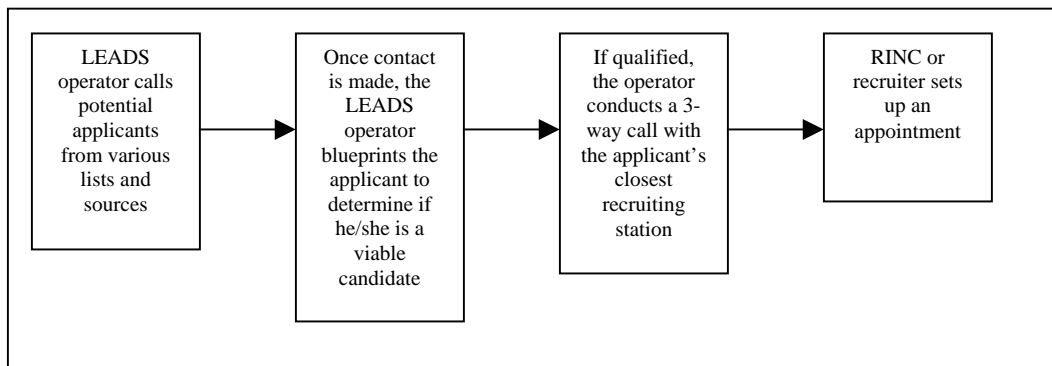 LEADS
operator calls
potential
applicants
from various
lists and
sources
Once contact
is made, the
LEADS
operator
blueprints the
applicant to
determine if
he/she is a
viable
candidate
If qualified,
the operator
conducts a 3-
way call with
the applicant’s
closest
recruiting
station
RINC or
recruiter sets
up an
appointment